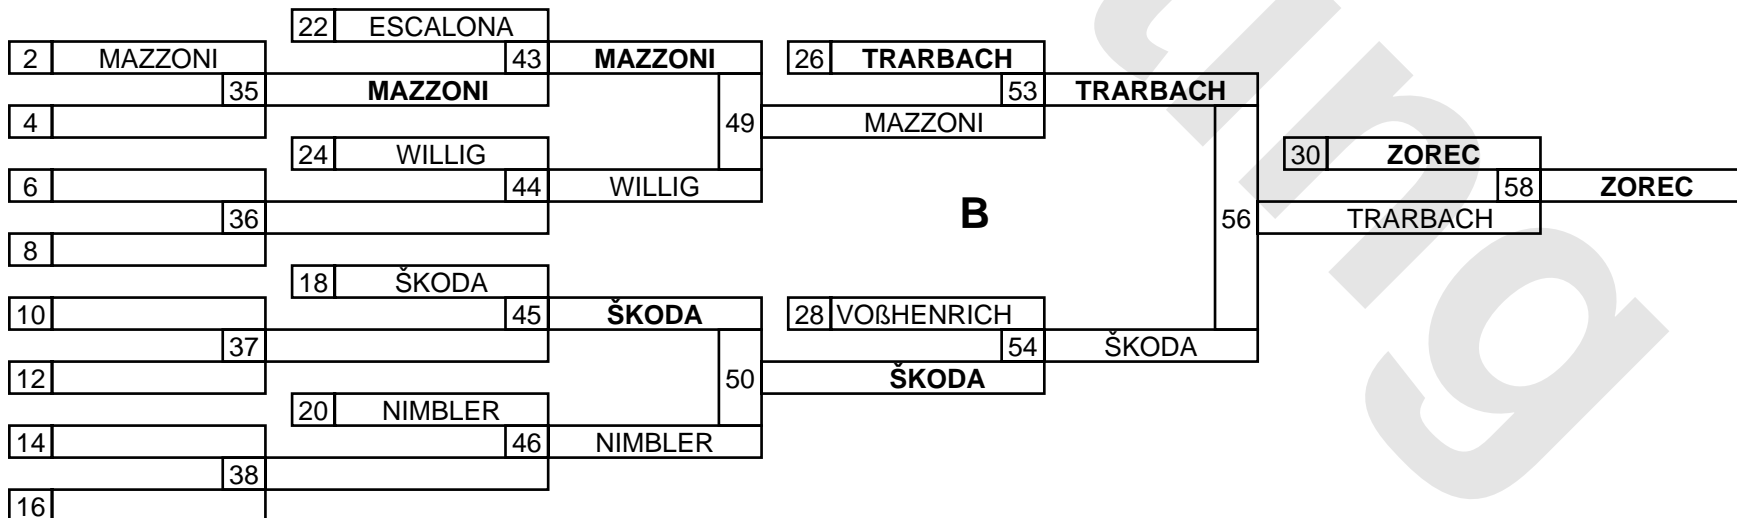 22 ESCALONA
2 MAZZONI 43 MAZZONI 26 TRARBACH
35 MAZZONI 53 TRARBACH
4 49 MAZZONI
24 WILLIG 30 ZOREC
6 44 WILLIG 58 ZOREC
36 B 56 TRARBACH
8
18 ŠKODA
10 45 ŠKODA 28 VOßHENRICH
37 54 ŠKODA
12 50 ŠKODA
20 NIMBLER
14 46 NIMBLER
38
16
ung